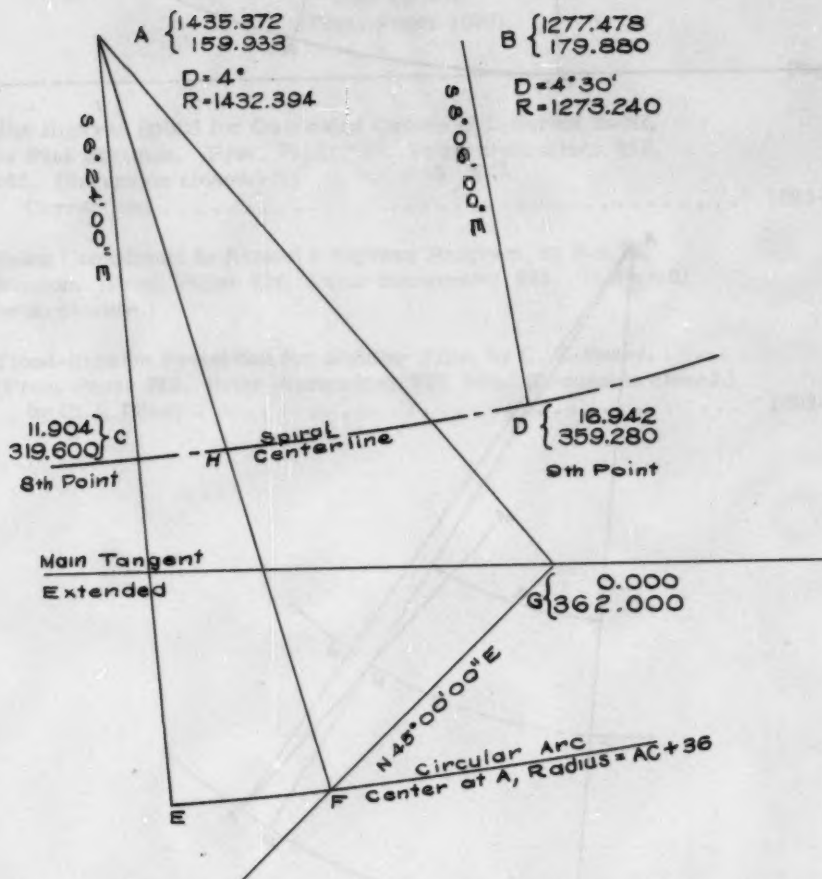 A { 1435.372
159.933
D = 4°
R = 1432.394
B { 1277.478
179.880
D = 4°30'
R = 1273.240
S 6°24'00" E
S 8°06'00" E
11.904
319.600 } C
8th Point
H
Spiral
Centerline
D { 16.942
359.280
9th Point
Main Tangent
Extended
G { 0.000
362.000
N 45°00'00" E
E
F
Circular Arc
Center at A, Radius = AC + 36